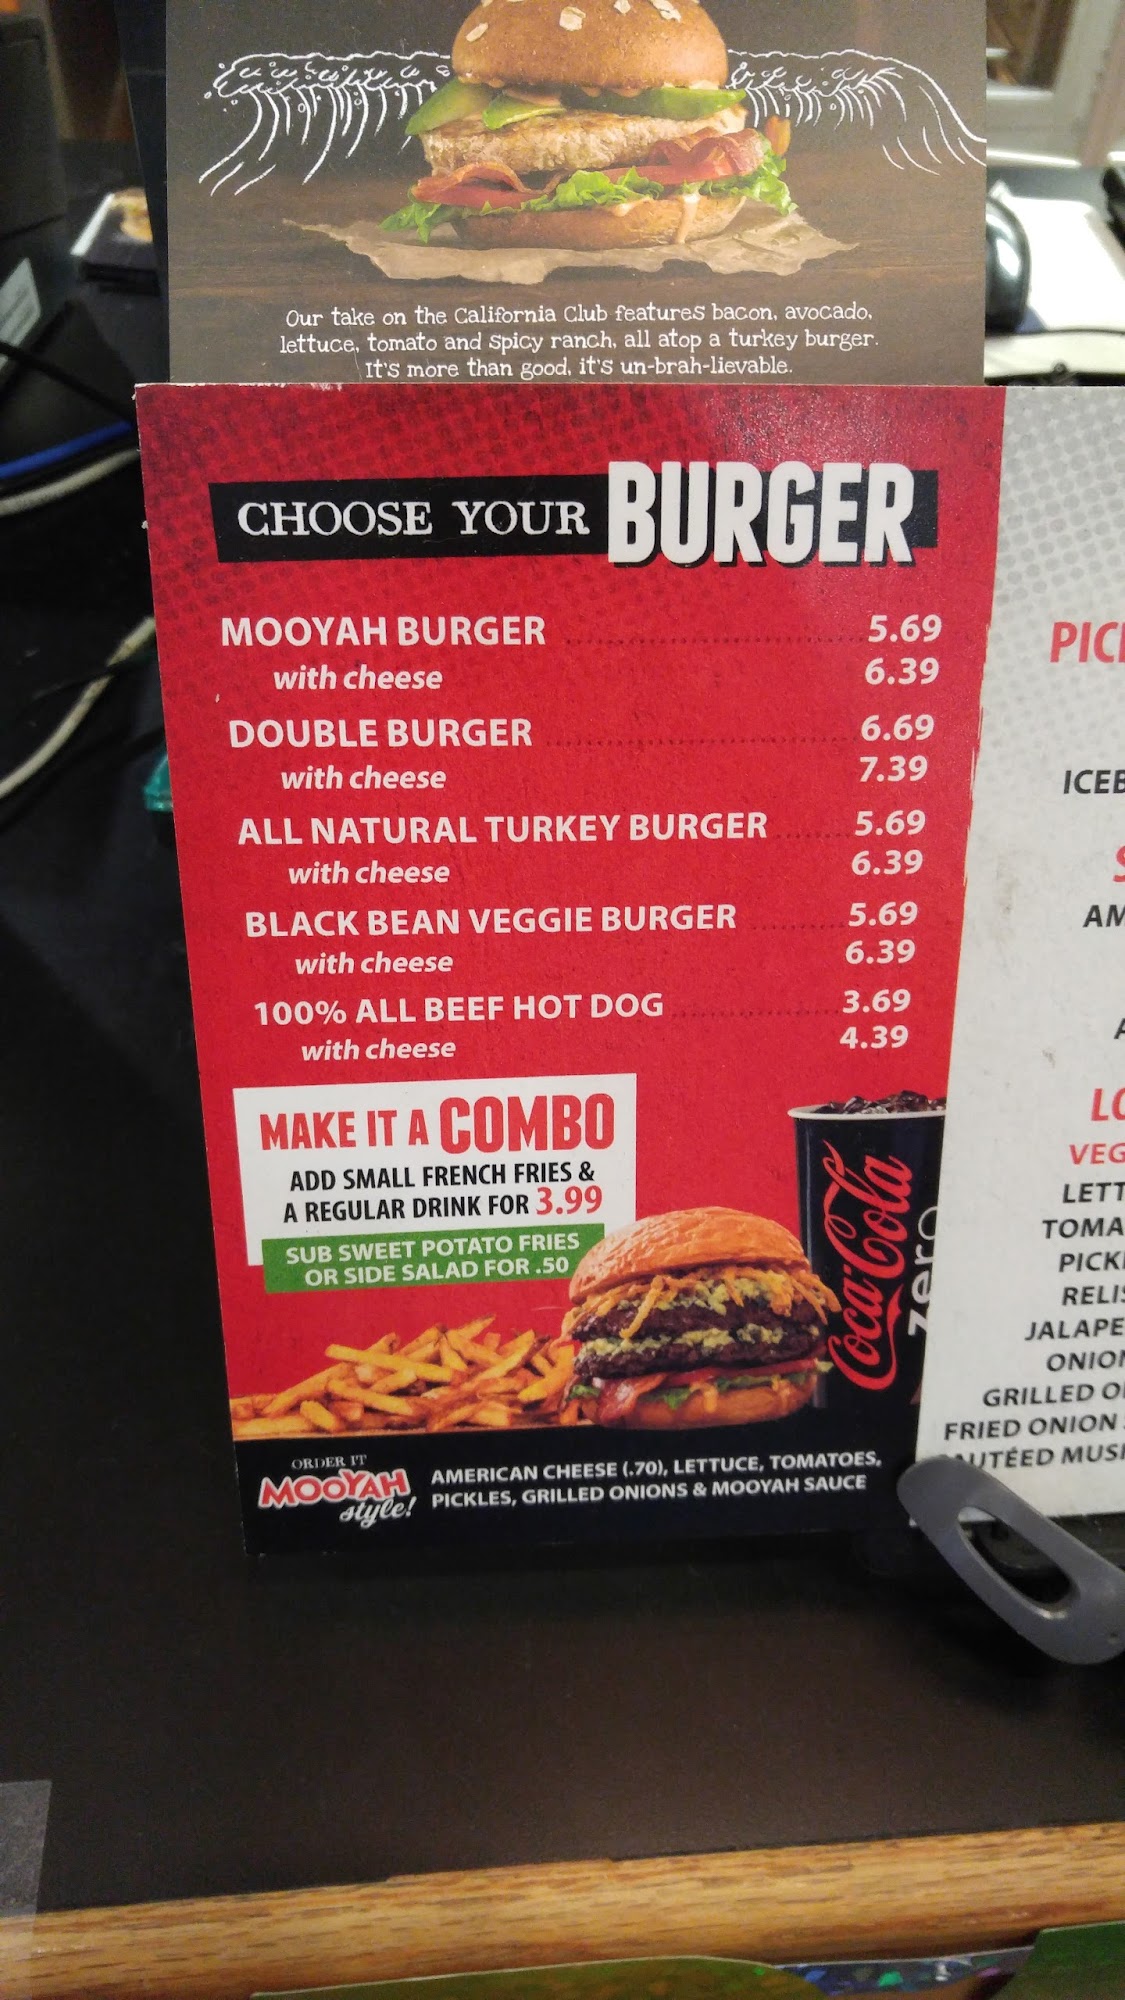 Our take on the California Club features bacon, avocado,
lettuce, tomato and spicy ranch, all atop a turkey burger.
It's more than good, it's un-brah-lievable.
CHOOSE YOUR BURGER
MOOYAH BURGER 5.69
with cheese 6.39
DOUBLE BURGER 6.69
with cheese 7.39
ALL NATURAL TURKEY BURGER 5.69
with cheese 6.39
BLACK BEAN VEGGIE BURGER 5.69
with cheese 6.39
100% ALL BEEF HOT DOG 3.69
with cheese 4.39
MAKE IT A COMBO
ADD SMALL FRENCH FRIES &
A REGULAR DRINK FOR 3.99
SUB SWEET POTATO FRIES
OR SIDE SALAD FOR .50
Coca-Cola
zero
ORDER IT
MOOYAH
style!
AMERICAN CHEESE (.70), LETTUCE, TOMATOES,
PICKLES, GRILLED ONIONS & MOOYAH SAUCE
GRILLED
FRIED ONION